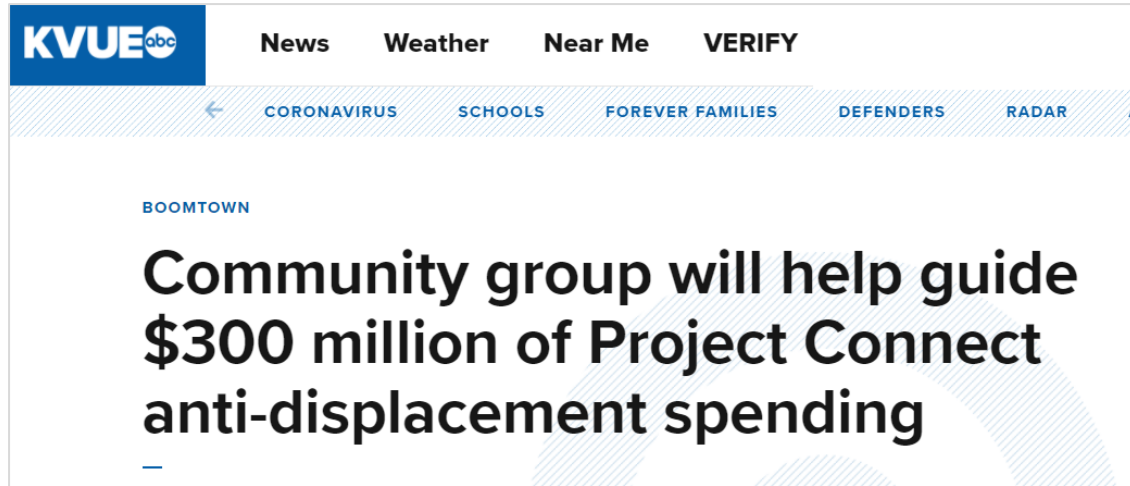 KVUE abc News Weather Near Me VERIFY
← CORONAVIRUS SCHOOLS FOREVER FAMILIES DEFENDERS RADAR
BOOMTOWN
Community group will help guide
$300 million of Project Connect
anti-displacement spending